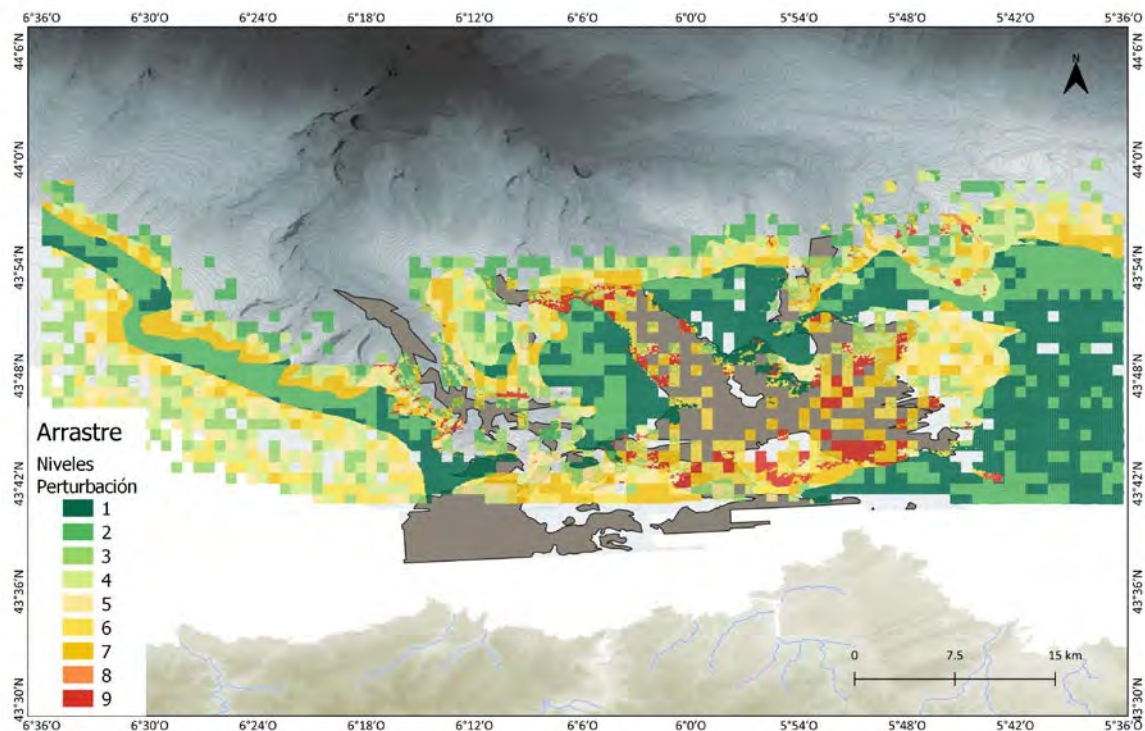 6°36'O 6°30'O 6°24'O 6°18'O 6°12'O 6°6'O 6°0'O 5°54'O 5°48'O 5°42'O 5°36'O
44°6'N 44°6'N
N
44°0'N 44°0'N
43°54'N 43°54'N
43°48'N 43°48'N
Arrastre
Niveles
Perturbación
43°42'N 43°42'N
1
2
3
4
43°36'N 43°36'N
5
6
7
0 7.5 15 km
8
9
43°30'N 43°30'N
6°36'O 6°30'O 6°24'O 6°18'O 6°12'O 6°6'O 6°0'O 5°54'O 5°48'O 5°42'O 5°36'O